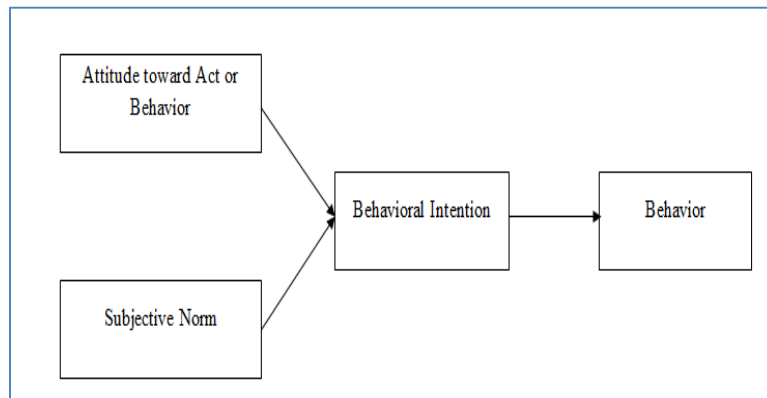 Attitude toward Act or
Behavior
Behavioral Intention
Behavior
Subjective Norm